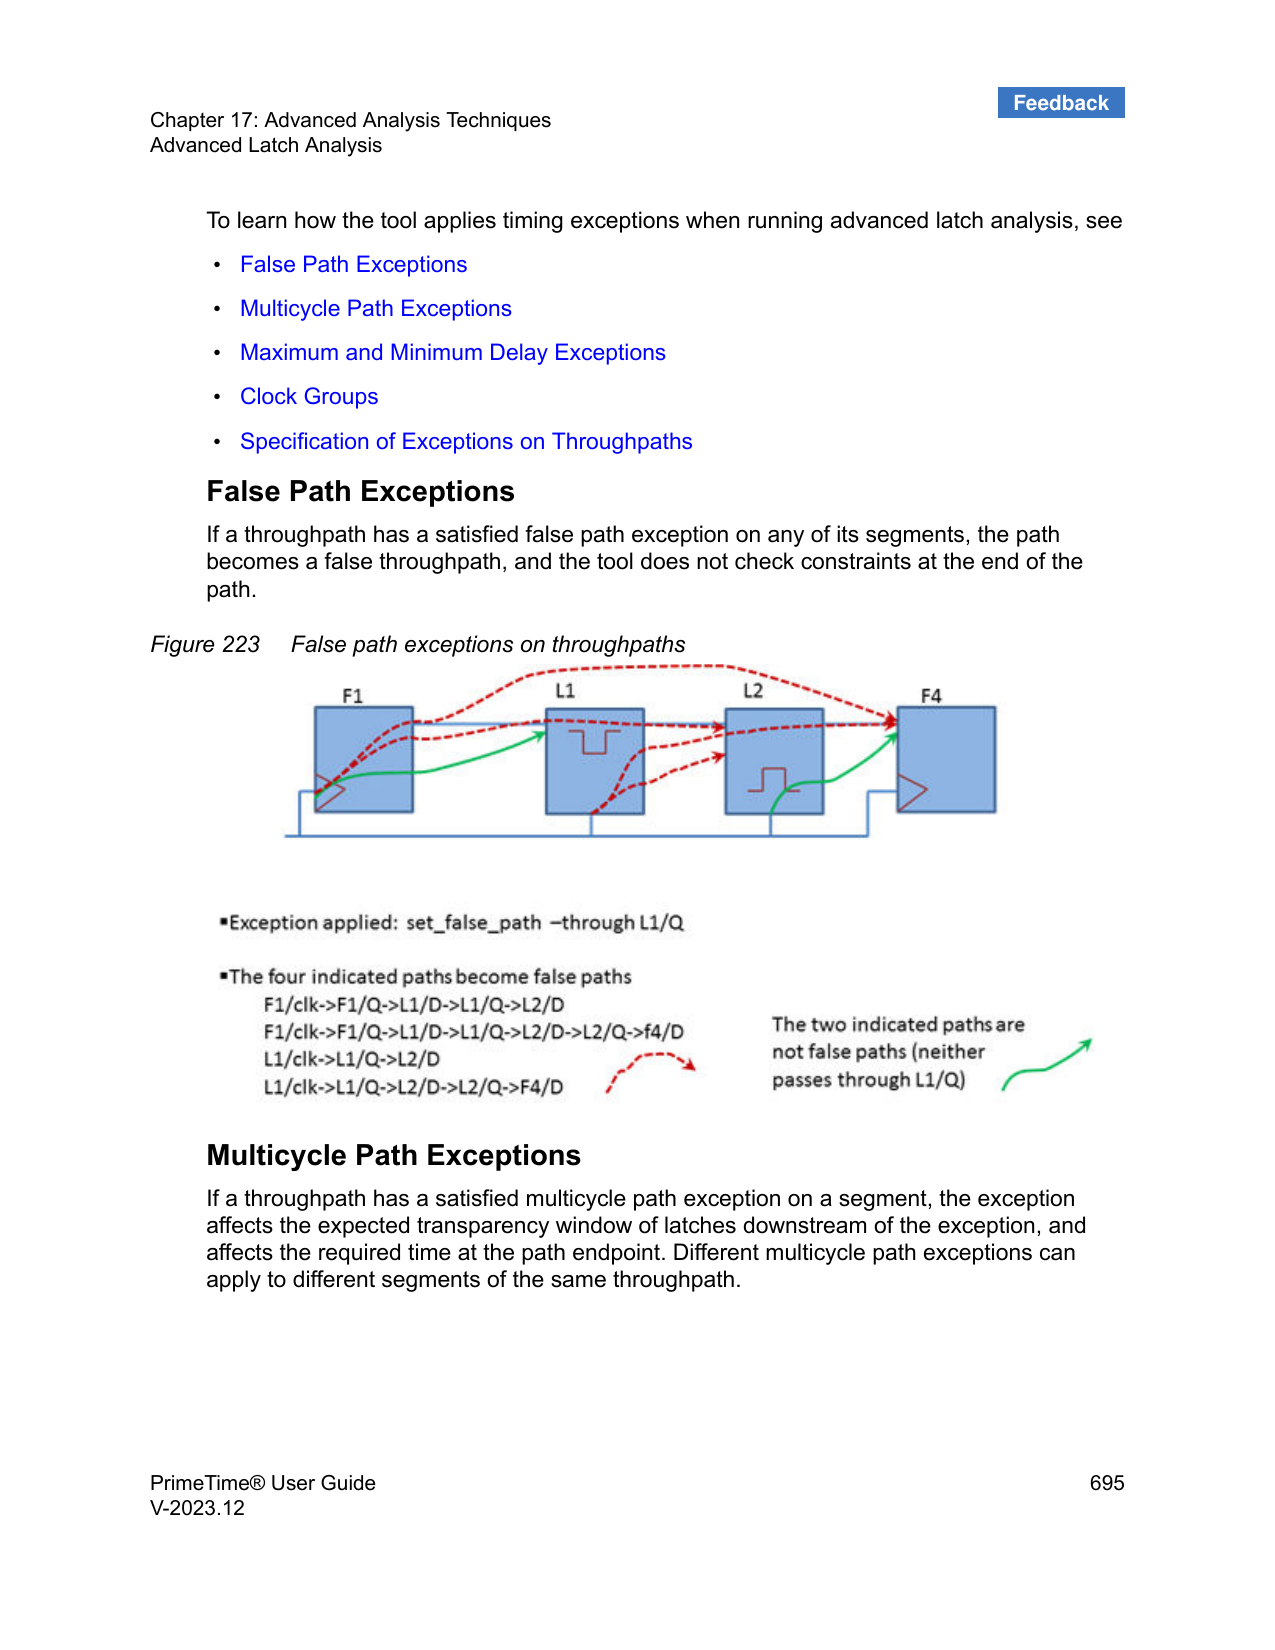 Feedback
Chapter 17: Advanced Analysis Techniques
Advanced Latch Analysis
To learn how the tool applies timing exceptions when running advanced latch analysis, see
• False Path Exceptions
• Multicycle Path Exceptions
• Maximum and Minimum Delay Exceptions
• Clock Groups
• Specification of Exceptions on Throughpaths
False Path Exceptions
If a throughpath has a satisfied false path exception on any of its segments, the path
becomes a false throughpath, and the tool does not check constraints at the end of the
path.
Figure 223 False path exceptions on throughpaths
F1 L1 L2 F4
▪Exception applied: set_false_path –through L1/Q
▪The four indicated paths become false paths
F1/clk->F1/Q->L1/D->L1/Q->L2/D
F1/clk->F1/Q->L1/D->L1/Q->L2/D->L2/Q->f4/D
L1/clk->L1/Q->L2/D
L1/clk->L1/Q->L2/D->L2/Q->F4/D
The two indicated paths are
not false paths (neither
passes through L1/Q)
Multicycle Path Exceptions
If a throughpath has a satisfied multicycle path exception on a segment, the exception
affects the expected transparency window of latches downstream of the exception, and
affects the required time at the path endpoint. Different multicycle path exceptions can
apply to different segments of the same throughpath.
PrimeTime® User Guide 695
V-2023.12